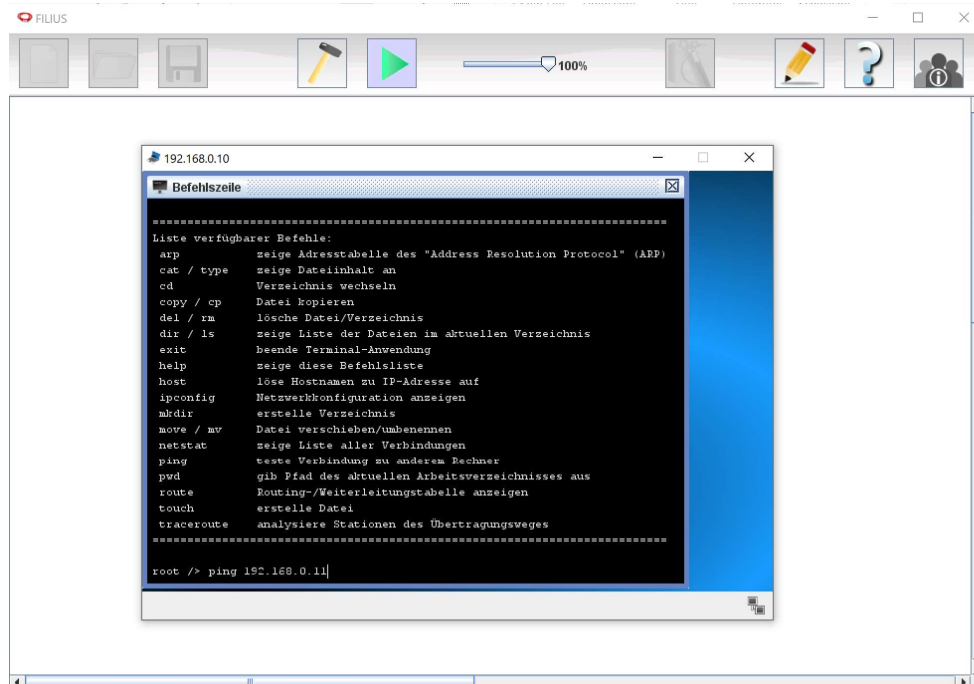 FILIUS
100%
192.168.0.10
Befehlszeile
==========================================================================
Liste verfügbarer Befehle:
arp zeige Adresstabelle des "Address Resolution Protocol" (ARP)
cat / type zeige Dateiinhalt an
cd Verzeichnis wechseln
copy / cp Datei kopieren
del / rm lösche Datei/Verzeichnis
dir / ls zeige Liste der Dateien im aktuellen Verzeichnis
exit beende Terminal-Anwendung
help zeige diese Befehlsliste
host löse Hostnamen zu IP-Adresse auf
ipconfig Netzwerkkonfiguration anzeigen
mkdir erstelle Verzeichnis
move / mv Datei verschieben/umbenennen
netstat zeige Liste aller Verbindungen
ping teste Verbindung zu anderem Rechner
pwd gib Pfad des aktuellen Arbeitsverzeichnisses aus
route Routing-/Weiterleitungstabelle anzeigen
touch erstelle Datei
traceroute analysiere Stationen des Übertragungsweges
==========================================================================
root /> ping 192.168.0.11